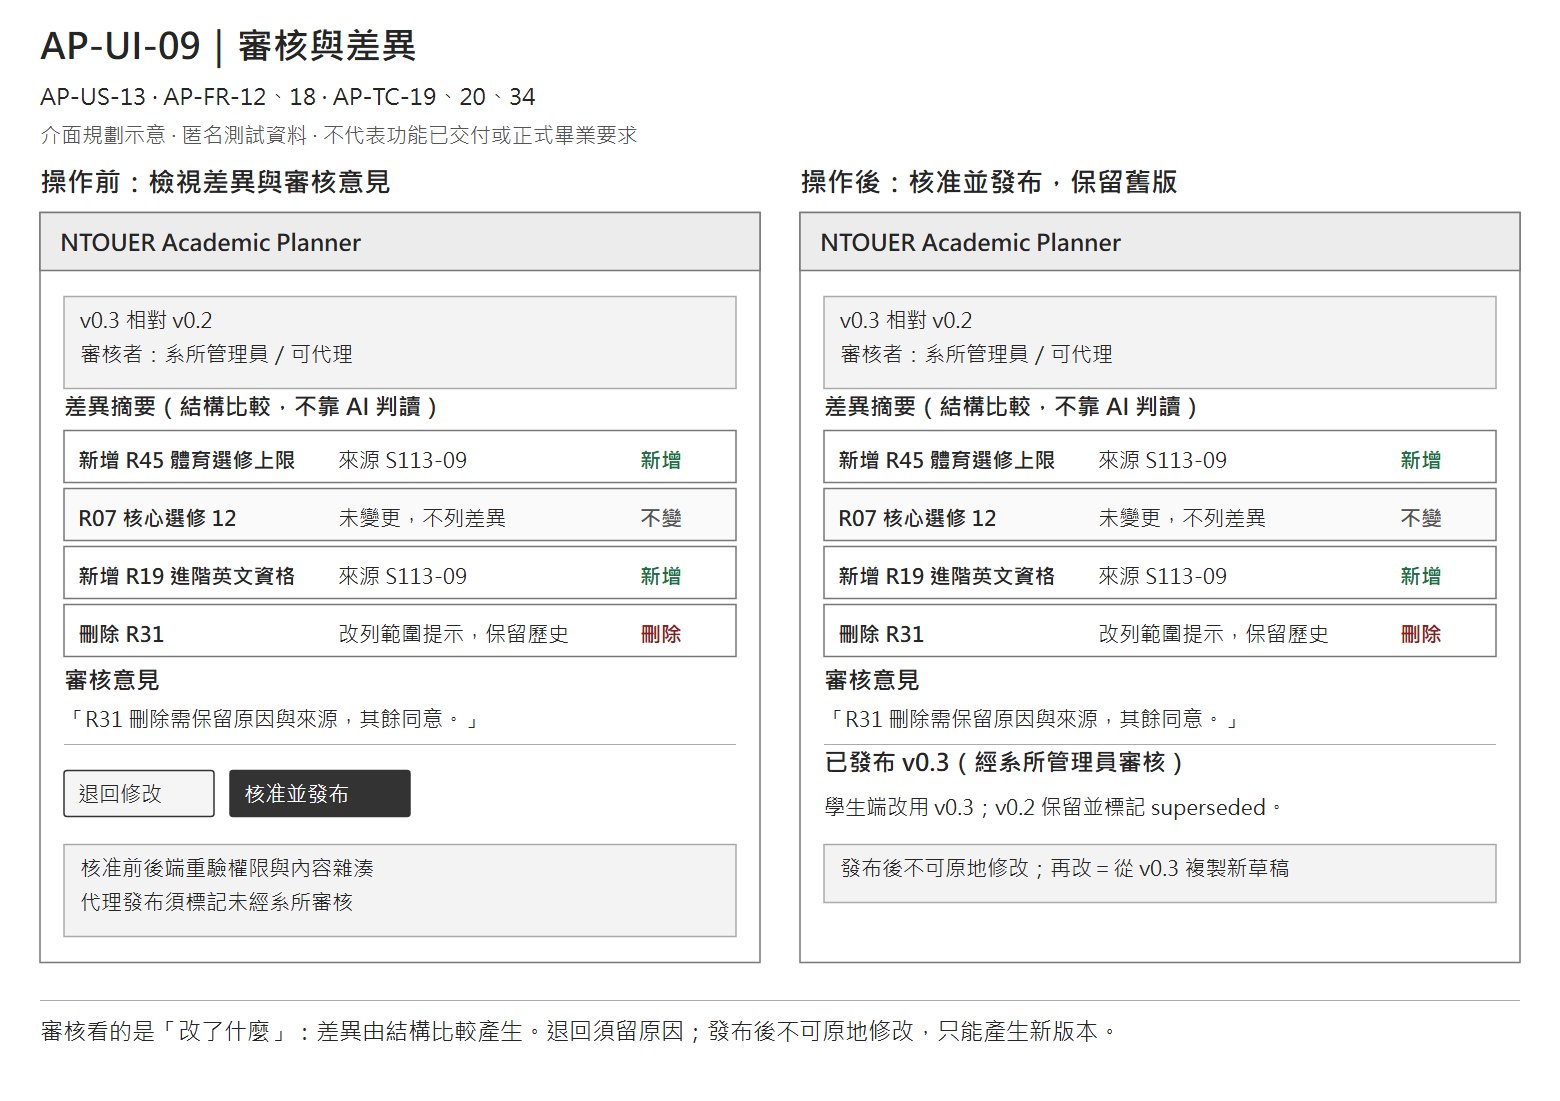 AP-UI-09｜審核與差異
AP-US-13 · AP-FR-12、18 · AP-TC-19、20、34
介面規劃示意 · 匿名測試資料 · 不代表功能已交付或正式畢業要求
操作前：檢視差異與審核意見
NTOUER Academic Planner
v0.3 相對 v0.2
審核者：系所管理員 / 可代理
差異摘要（結構比較，不靠 AI 判讀）
新增 R45 體育選修上限 來源 S113-09 新增
R07 核心選修 12 未變更，不列差異 不變
新增 R19 進階英文資格 來源 S113-09 新增
刪除 R31 改列範圍提示，保留歷史 刪除
審核意見
「R31 刪除需保留原因與來源，其餘同意。」
退回修改 核准並發布
核准前後端重驗權限與內容雜湊
代理發布須標記未經系所審核
操作後：核准並發布，保留舊版
NTOUER Academic Planner
v0.3 相對 v0.2
審核者：系所管理員 / 可代理
差異摘要（結構比較，不靠 AI 判讀）
新增 R45 體育選修上限 來源 S113-09 新增
R07 核心選修 12 未變更，不列差異 不變
新增 R19 進階英文資格 來源 S113-09 新增
刪除 R31 改列範圍提示，保留歷史 刪除
審核意見
「R31 刪除需保留原因與來源，其餘同意。」
已發布 v0.3（經系所管理員審核）
學生端改用 v0.3；v0.2 保留並標記 superseded。
發布後不可原地修改；再改 = 從 v0.3 複製新草稿
審核看的是「改了什麼」：差異由結構比較產生。退回須留原因；發布後不可原地修改，只能產生新版本。